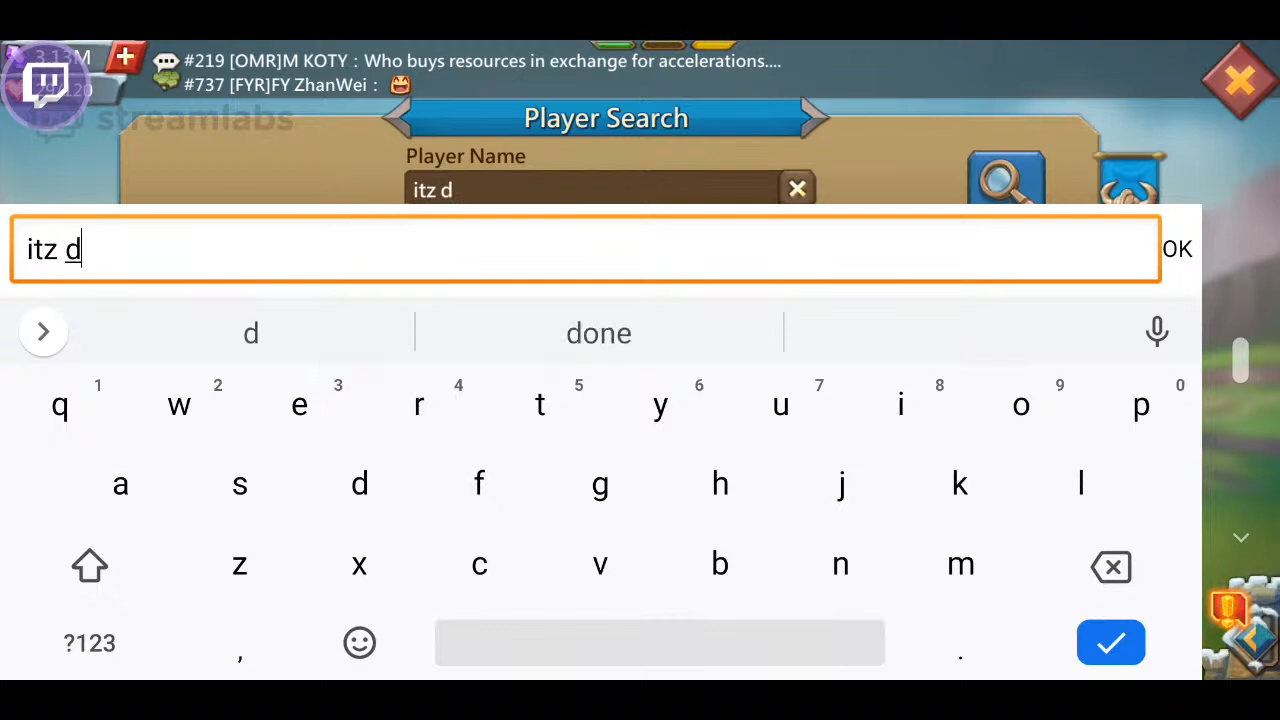 3.13M
#219 [OMR]M KOTY : Who buys resources in exchange for accelerations....
#737 [FYR]FY ZhanWei :
streamlabs
Player Search
Player Name
itz d
itz d
OK
d
done
1 2 3 4 5 6 7 8 9 0
q w e r t y u i o p
a s d f g h j k l
z x c v b n m
?123 , .